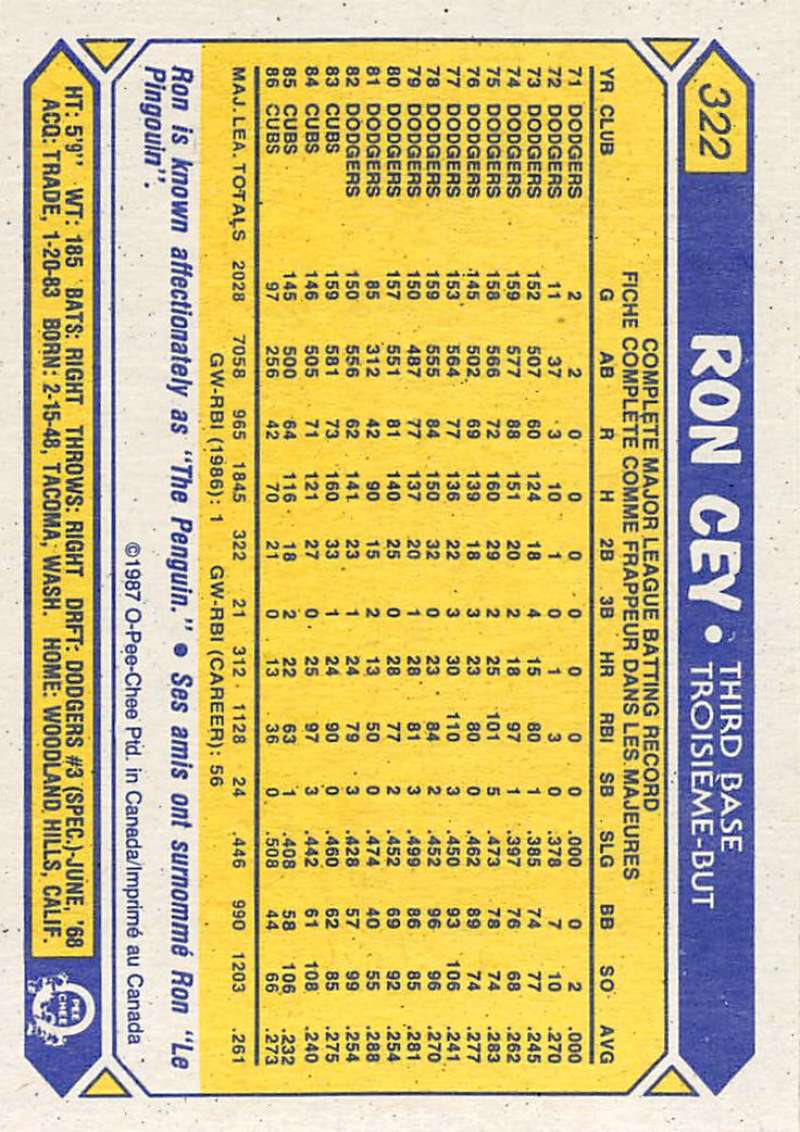 322
RON CEY • THIRD BASE
TROISIÈME-BUT
COMPLETE MAJOR LEAGUE BATTING RECORD
FICHE COMPLÈTE COMME FRAPPEUR DANS LES MAJEURES
YR CLUB G AB R H 2B 3B HR RBI SB SLG BB SO AVG
71 DODGERS 2 2 0 0 0 0 0 0 0 .000 0 2 .000
72 DODGERS 11 37 3 10 1 0 1 3 0 .378 7 10 .270
73 DODGERS 152 507 60 124 18 4 15 80 1 .385 74 77 .245
74 DODGERS 159 577 88 151 20 2 18 97 1 .397 76 68 .262
75 DODGERS 158 566 72 160 29 2 25 101 5 .473 78 74 .283
76 DODGERS 145 502 69 139 18 3 23 80 0 .462 89 74 .277
77 DODGERS 153 564 77 136 22 3 30 110 3 .450 93 106 .241
78 DODGERS 159 555 84 150 32 0 23 84 2 .452 96 96 .270
79 DODGERS 150 487 77 137 20 1 28 81 3 .499 86 85 .281
80 DODGERS 157 551 81 140 25 0 28 77 2 .452 69 92 .254
81 DODGERS 85 312 42 90 15 2 13 50 0 .474 40 55 .288
82 DODGERS 150 556 62 141 23 1 24 79 3 .428 57 99 .254
83 CUBS 159 581 73 160 33 1 24 90 0 .460 62 85 .275
84 CUBS 146 505 71 121 27 0 25 97 3 .442 61 108 .240
85 CUBS 145 500 64 116 18 2 22 63 1 .408 58 106 .232
86 CUBS 97 256 42 70 21 0 13 36 0 .508 44 66 .273
MAJ. LEA. TOTALS 2028 7058 965 1845 322 21 312 1128 24 .446 990 1203 .261
GW-RBI (1986): 1 GW-RBI (CAREER): 56
Ron is known affectionately as "The Penguin." • Ses amis ont surnommé Ron "Le
Pingouin".
©1987 O-Pee-Chee Ptd. in Canada/Imprimé au Canada
HT: 5'9" WT: 185 BATS: RIGHT THROWS: RIGHT DRFT: DODGERS #3 (SPEC.)-JUNE, '68
ACQ: TRADE, 1-20-83 BORN: 2-15-48, TACOMA, WASH. HOME: WOODLAND HILLS, CALIF.
O
PEE
CHEE